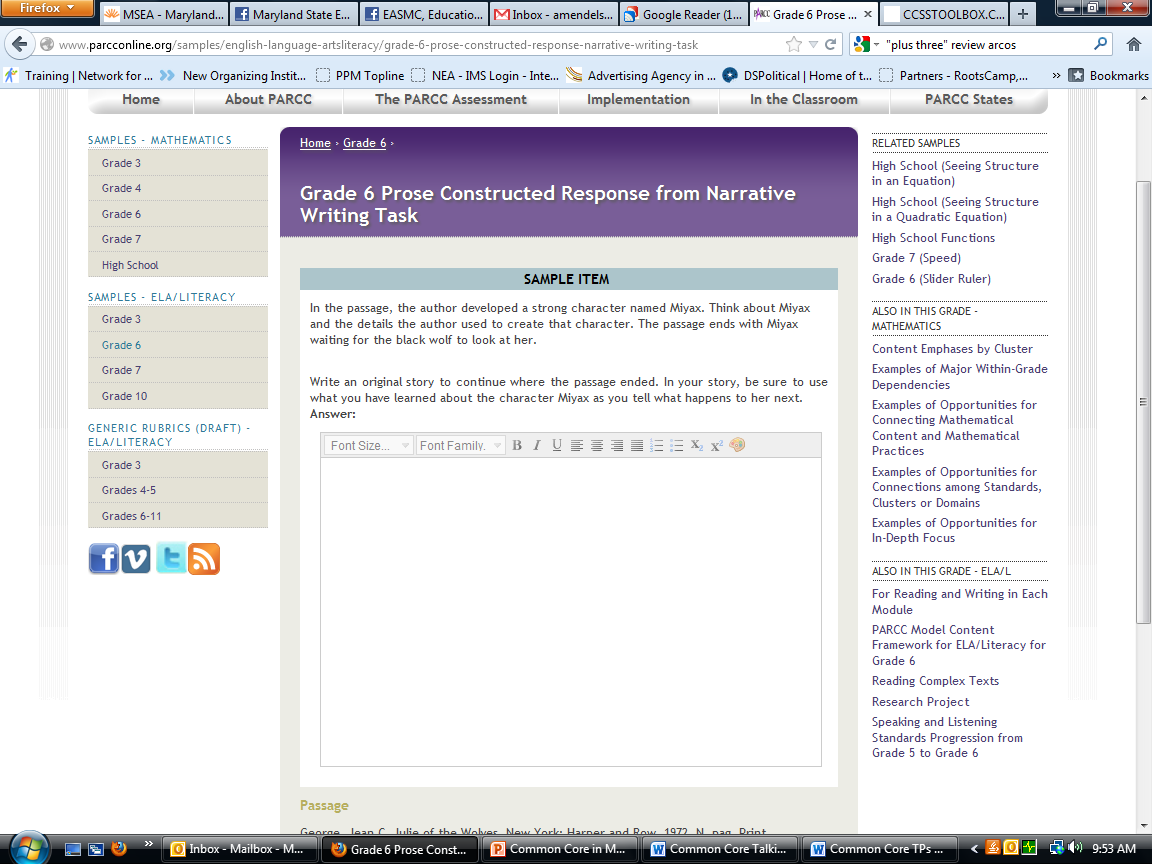 Firefox
MSEA - Maryland...
Maryland State E...
EASMC, Educatio...
Inbox - amendels...
Google Reader (1...
Grade 6 Prose ...
CCSSTOOLBOX.C...
www.parcconline.org/samples/english-language-artsliteracy/grade-6-prose-constructed-response-narrative-writing-task
"plus three" review arcos
Training | Network for ...
New Organizing Instit...
PPM Topline
NEA - IMS Login - Inte...
Advertising Agency in ...
DSPolitical | Home of t...
Partners - RootsCamp,...
Bookmarks
Home
About PARCC
The PARCC Assessment
Implementation
In the Classroom
PARCC States
SAMPLES - MATHEMATICS
Grade 3
Grade 4
Grade 6
Grade 7
High School
SAMPLES - ELA/LITERACY
Grade 3
Grade 6
Grade 7
Grade 10
GENERIC RUBRICS (DRAFT) -
ELA/LITERACY
Grade 3
Grades 4-5
Grades 6-11
Home › Grade 6 ›
Grade 6 Prose Constructed Response from Narrative
Writing Task
SAMPLE ITEM
In the passage, the author developed a strong character named Miyax. Think about Miyax
and the details the author used to create that character. The passage ends with Miyax
waiting for the black wolf to look at her.
Write an original story to continue where the passage ended. In your story, be sure to use
what you have learned about the character Miyax as you tell what happens to her next.
Answer:
Font Size...
Font Family.
Passage
George, Jean C. Julie of the Wolves. New York: Harper and Row, 1972. N. pag. Print.
RELATED SAMPLES
High School (Seeing Structure
in an Equation)
High School (Seeing Structure
in a Quadratic Equation)
High School Functions
Grade 7 (Speed)
Grade 6 (Slider Ruler)
ALSO IN THIS GRADE -
MATHEMATICS
Content Emphases by Cluster
Examples of Major Within-Grade
Dependencies
Examples of Opportunities for
Connecting Mathematical
Content and Mathematical
Practices
Examples of Opportunities for
Connections among Standards,
Clusters or Domains
Examples of Opportunities for
In-Depth Focus
ALSO IN THIS GRADE - ELA/L
For Reading and Writing in Each
Module
PARCC Model Content
Framework for ELA/Literacy for
Grade 6
Reading Complex Texts
Research Project
Speaking and Listening
Standards Progression from
Grade 5 to Grade 6
Inbox - Mailbox - M...
Grade 6 Prose Const...
Common Core in M...
Common Core Talki...
Common Core TPs ...
9:53 AM